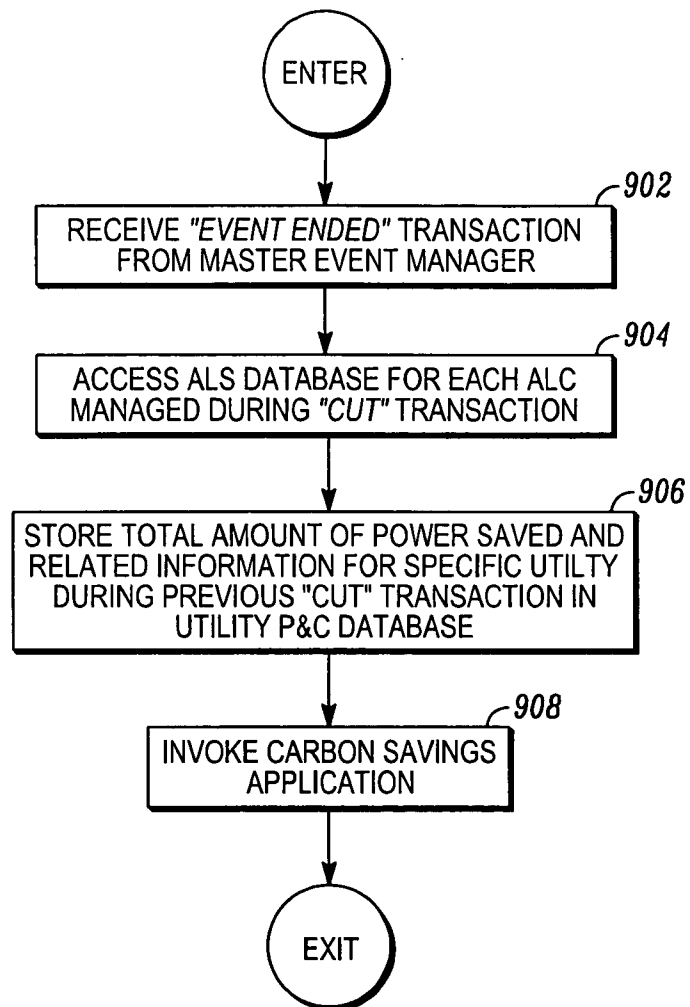 ENTER
902
RECEIVE "EVENT ENDED" TRANSACTION
FROM MASTER EVENT MANAGER
904
ACCESS ALS DATABASE FOR EACH ALC
MANAGED DURING "CUT" TRANSACTION
906
STORE TOTAL AMOUNT OF POWER SAVED AND
RELATED INFORMATION FOR SPECIFIC UTILTY
DURING PREVIOUS "CUT" TRANSACTION IN
UTILITY P&C DATABASE
908
INVOKE CARBON SAVINGS
APPLICATION
EXIT